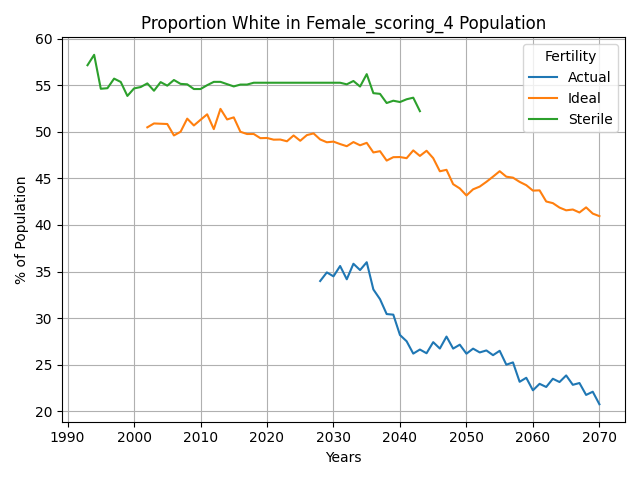 Proportion White in Female_scoring_4 Population
% of Population
60
55
50
45
40
35
30
25
20
Fertility
Actual
Ideal
Sterile
1990 2000 2010 2020 2030 2040 2050 2060 2070
Years